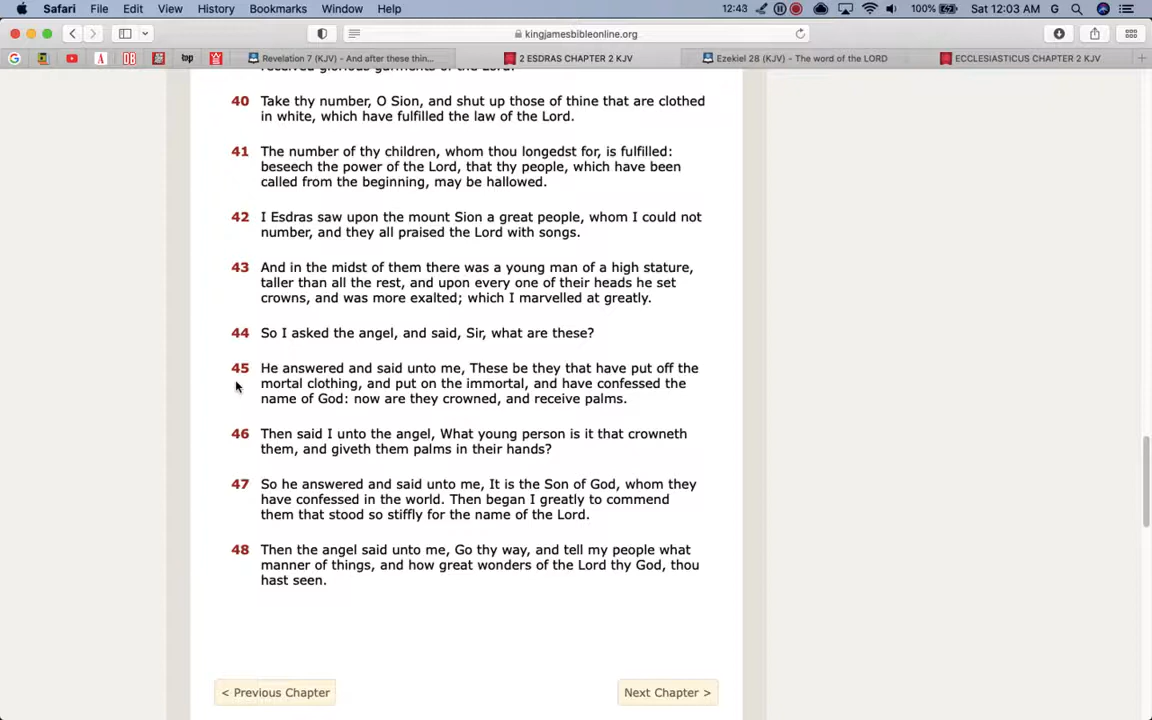 Safari File Edit View History Bookmarks Window Help 12:43 100% Sat 12:03 AM G
kingjamesbibleonline.org
G A DB top Revelation 7 (KJV) - And after these thin... 2 ESDRAS CHAPTER 2 KJV Ezekiel 28 (KJV) - The word of the LORD ECCLESIASTICUS CHAPTER 2 KJV
received glorious garments of the Lord.
40 Take thy number, O Sion, and shut up those of thine that are clothed
in white, which have fulfilled the law of the Lord.
41 The number of thy children, whom thou longedst for, is fulfilled:
beseech the power of the Lord, that thy people, which have been
called from the beginning, may be hallowed.
42 I Esdras saw upon the mount Sion a great people, whom I could not
number, and they all praised the Lord with songs.
43 And in the midst of them there was a young man of a high stature,
taller than all the rest, and upon every one of their heads he set
crowns, and was more exalted; which I marvelled at greatly.
44 So I asked the angel, and said, Sir, what are these?
45 He answered and said unto me, These be they that have put off the
mortal clothing, and put on the immortal, and have confessed the
name of God: now are they crowned, and receive palms.
46 Then said I unto the angel, What young person is it that crowneth
them, and giveth them palms in their hands?
47 So he answered and said unto me, It is the Son of God, whom they
have confessed in the world. Then began I greatly to commend
them that stood so stiffly for the name of the Lord.
48 Then the angel said unto me, Go thy way, and tell my people what
manner of things, and how great wonders of the Lord thy God, thou
hast seen.
< Previous Chapter Next Chapter >